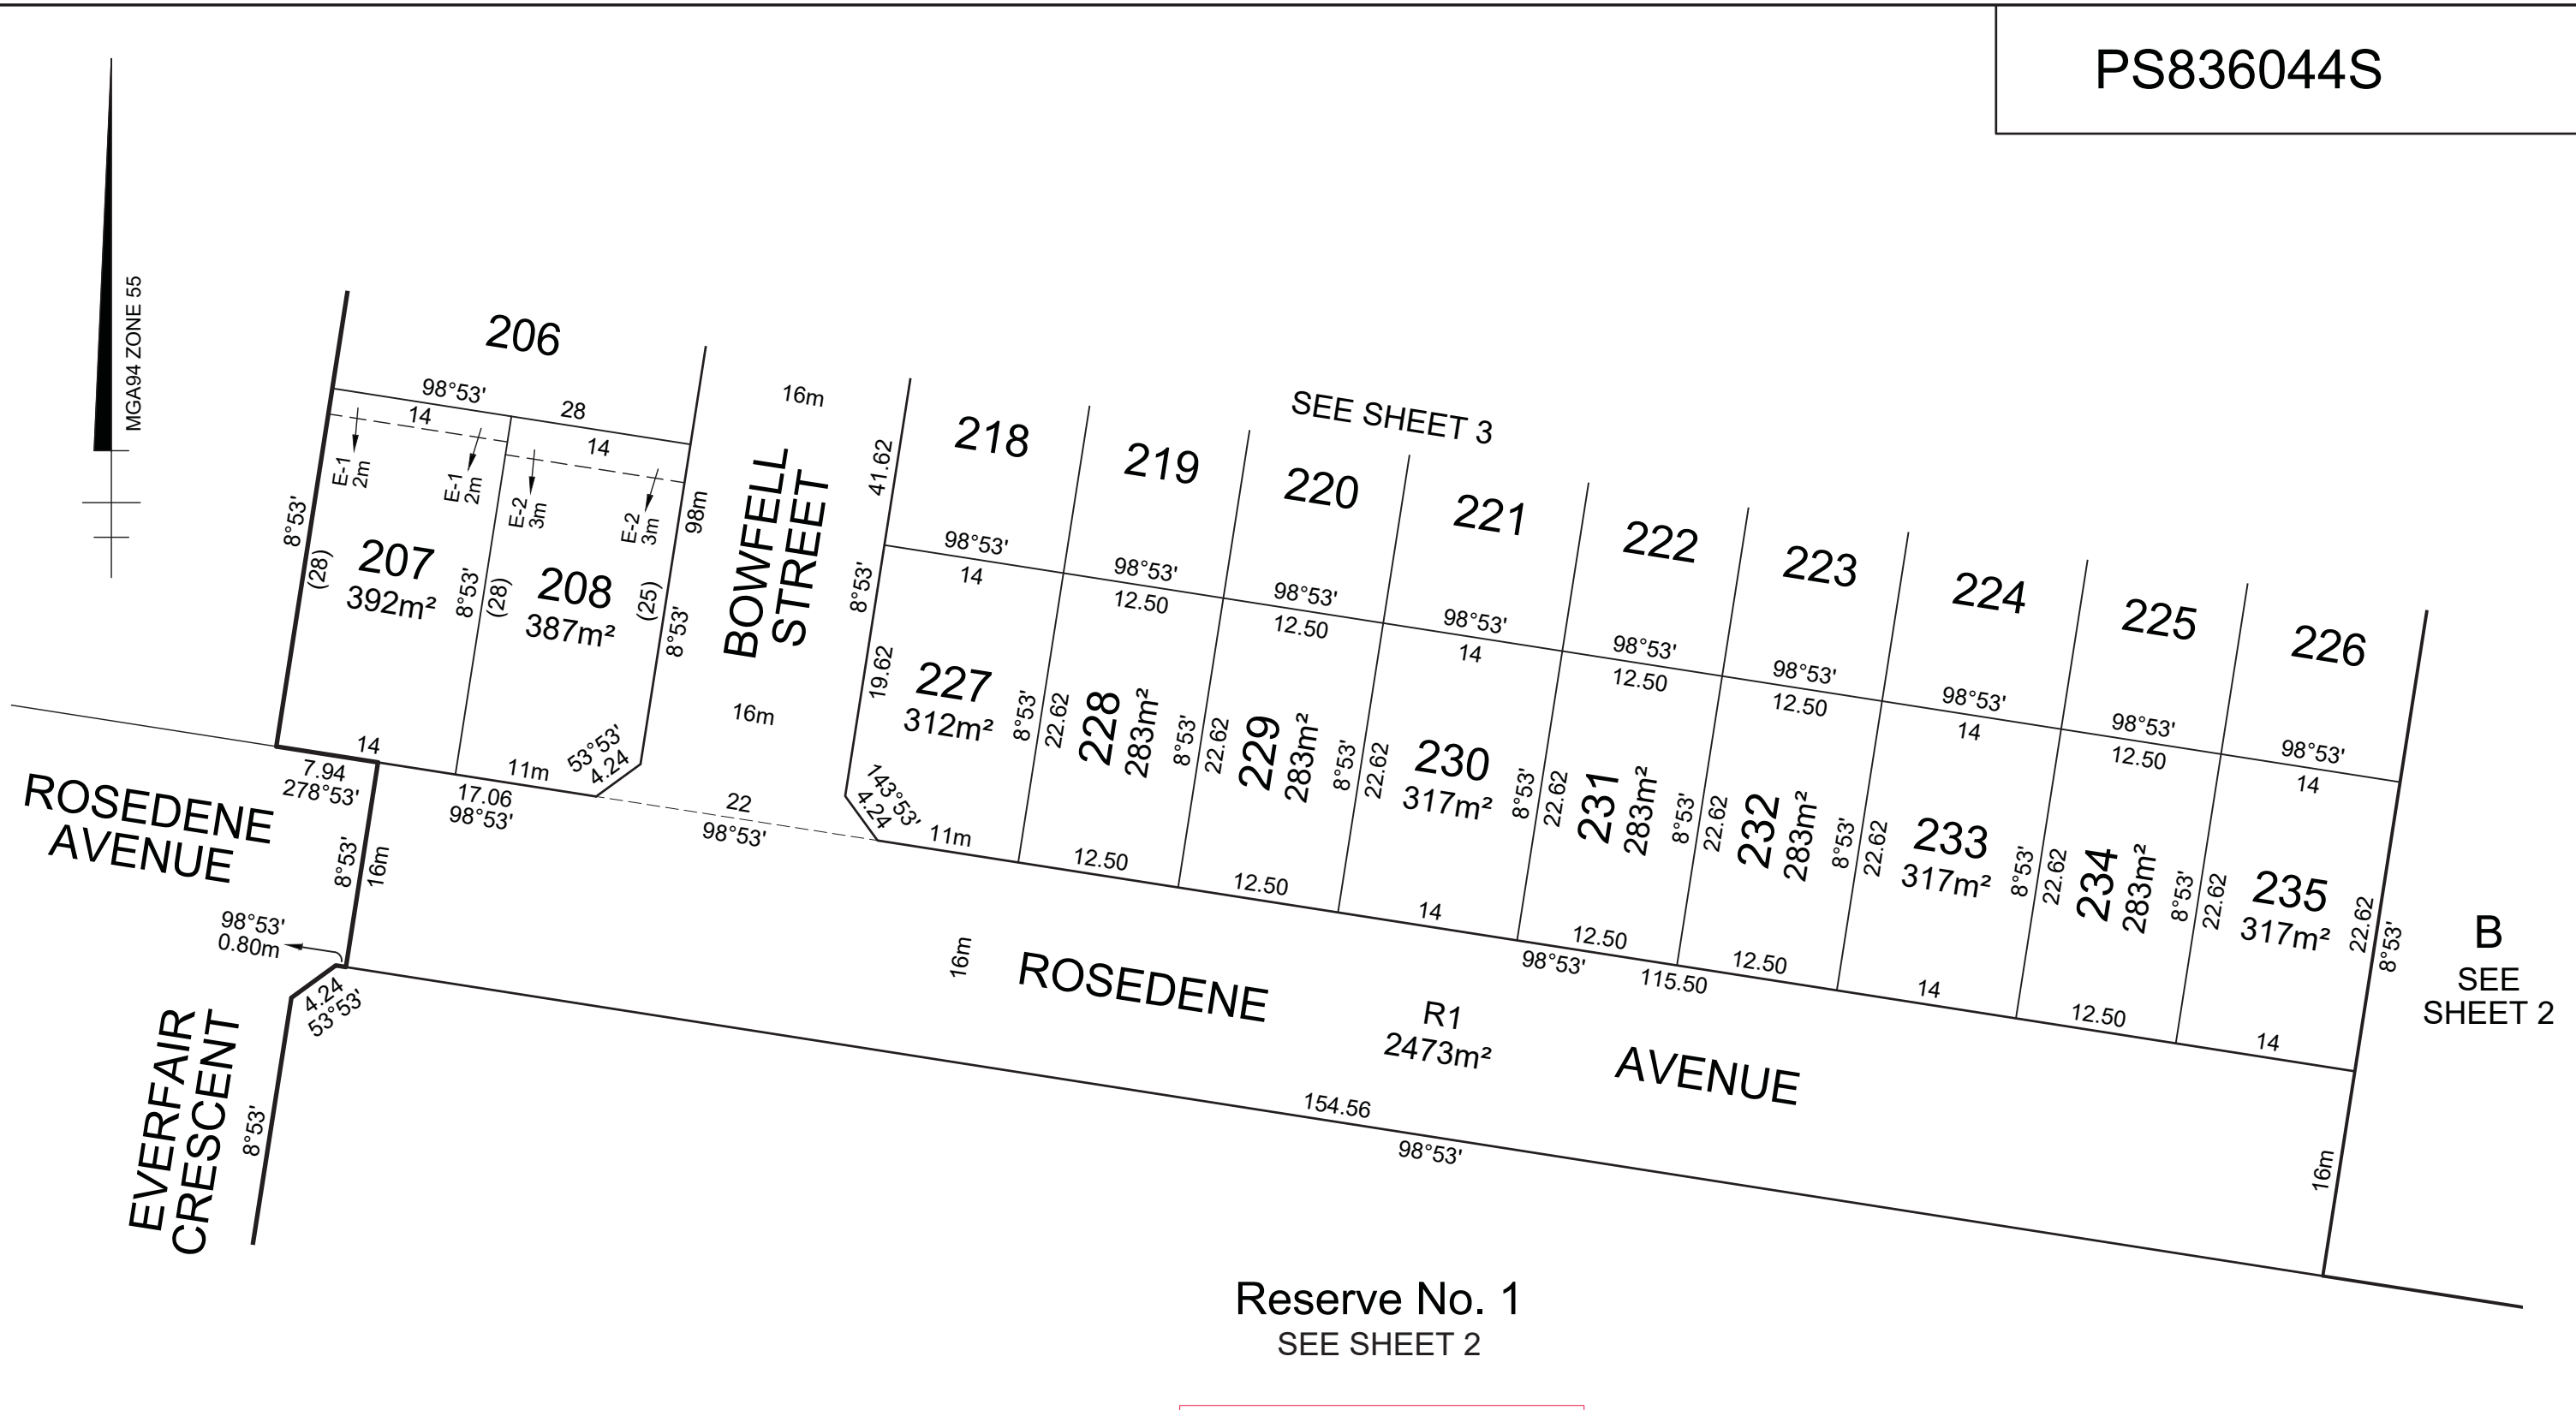 PS836044S
MGA94 ZONE 55
206
98°53'
28
14
14
E-1
2m
E-1
2m
E-2
3m
E-2
3m
8°53'
(28)
207
392m²
8°53'
(28)
208
387m²
(25)
8°53'
98m
14
7.94
278°53'
11m
17.06
98°53'
53°53'
4.24
16m
BOWFELL
STREET
16m
22
98°53'
41.62
8°53'
19.62
143°53'
4.24
11m
SEE SHEET 3
218
219
220
221
222
223
224
225
226
98°53'
14
98°53'
12.50
98°53'
12.50
98°53'
14
98°53'
12.50
98°53'
12.50
98°53'
14
98°53'
12.50
98°53'
14
227
312m²
8°53'
22.62
228
283m²
8°53'
22.62
229
283m²
8°53'
22.62
230
317m²
8°53'
22.62
231
283m²
8°53'
22.62
232
283m²
8°53'
22.62
233
317m²
8°53'
22.62
234
283m²
8°53'
22.62
235
317m²
22.62
8°53'
12.50
12.50
14
12.50
12.50
14
12.50
14
98°53'
115.50
B
SEE
SHEET 2
ROSEDENE
AVENUE
8°53'
16m
98°53'
0.80m
4.24
53°53'
EVERFAIR
CRESCENT
8°53'
16m
ROSEDENE
R1
2473m²
AVENUE
154.56
98°53'
16m
Reserve No. 1
SEE SHEET 2